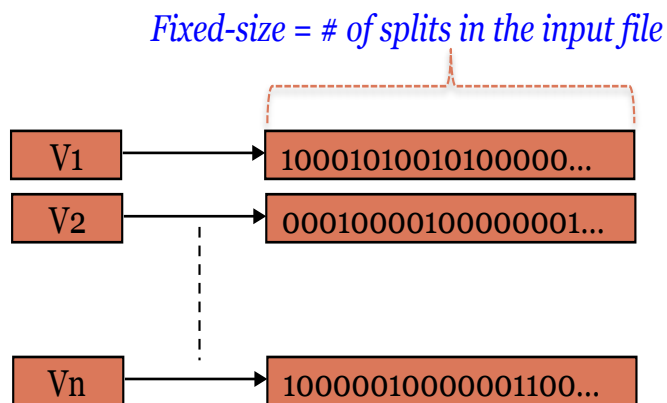 Fixed-size = # of splits in the input file
V1 10001010010100000...
V2 00010000100000001...
Vn 10000010000001100...